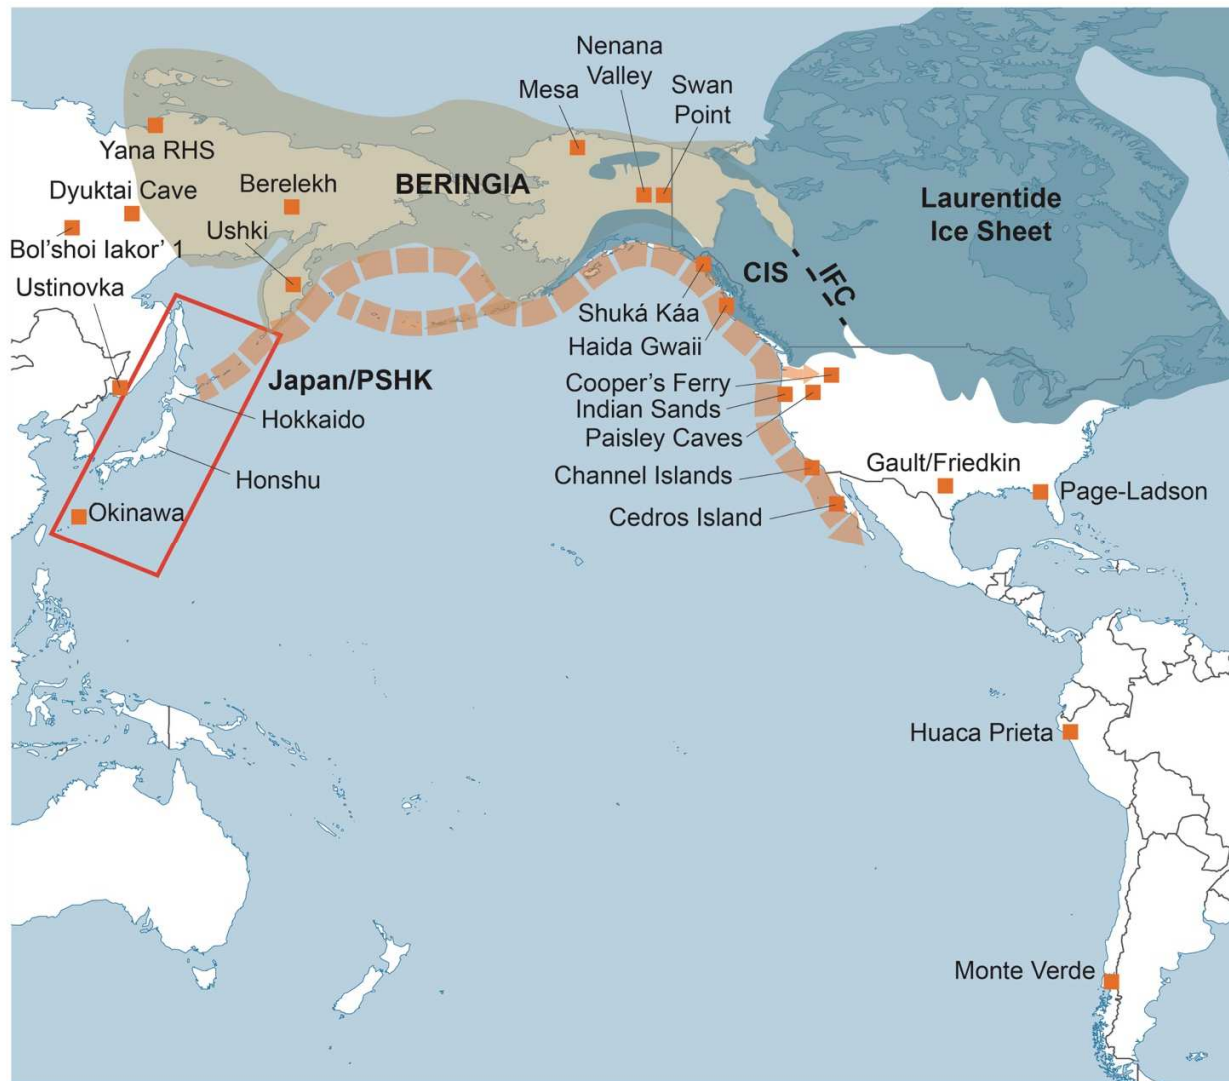 Nenana
Valley
Swan
Point
Mesa
Yana RHS
Dyuktai Cave
Berelekh
BERINGIA
Laurentide
Ice Sheet
Ushki
Bol'shoi Iakor' 1
Ustinovka
CIS
IFC
Shuká Káa
Haida Gwaii
Japan/PSHK
Cooper's Ferry
Indian Sands
Paisley Caves
Hokkaido
Honshu
Channel Islands
Gault/Friedkin
Page-Ladson
Okinawa
Cedros Island
Huaca Prieta
Monte Verde